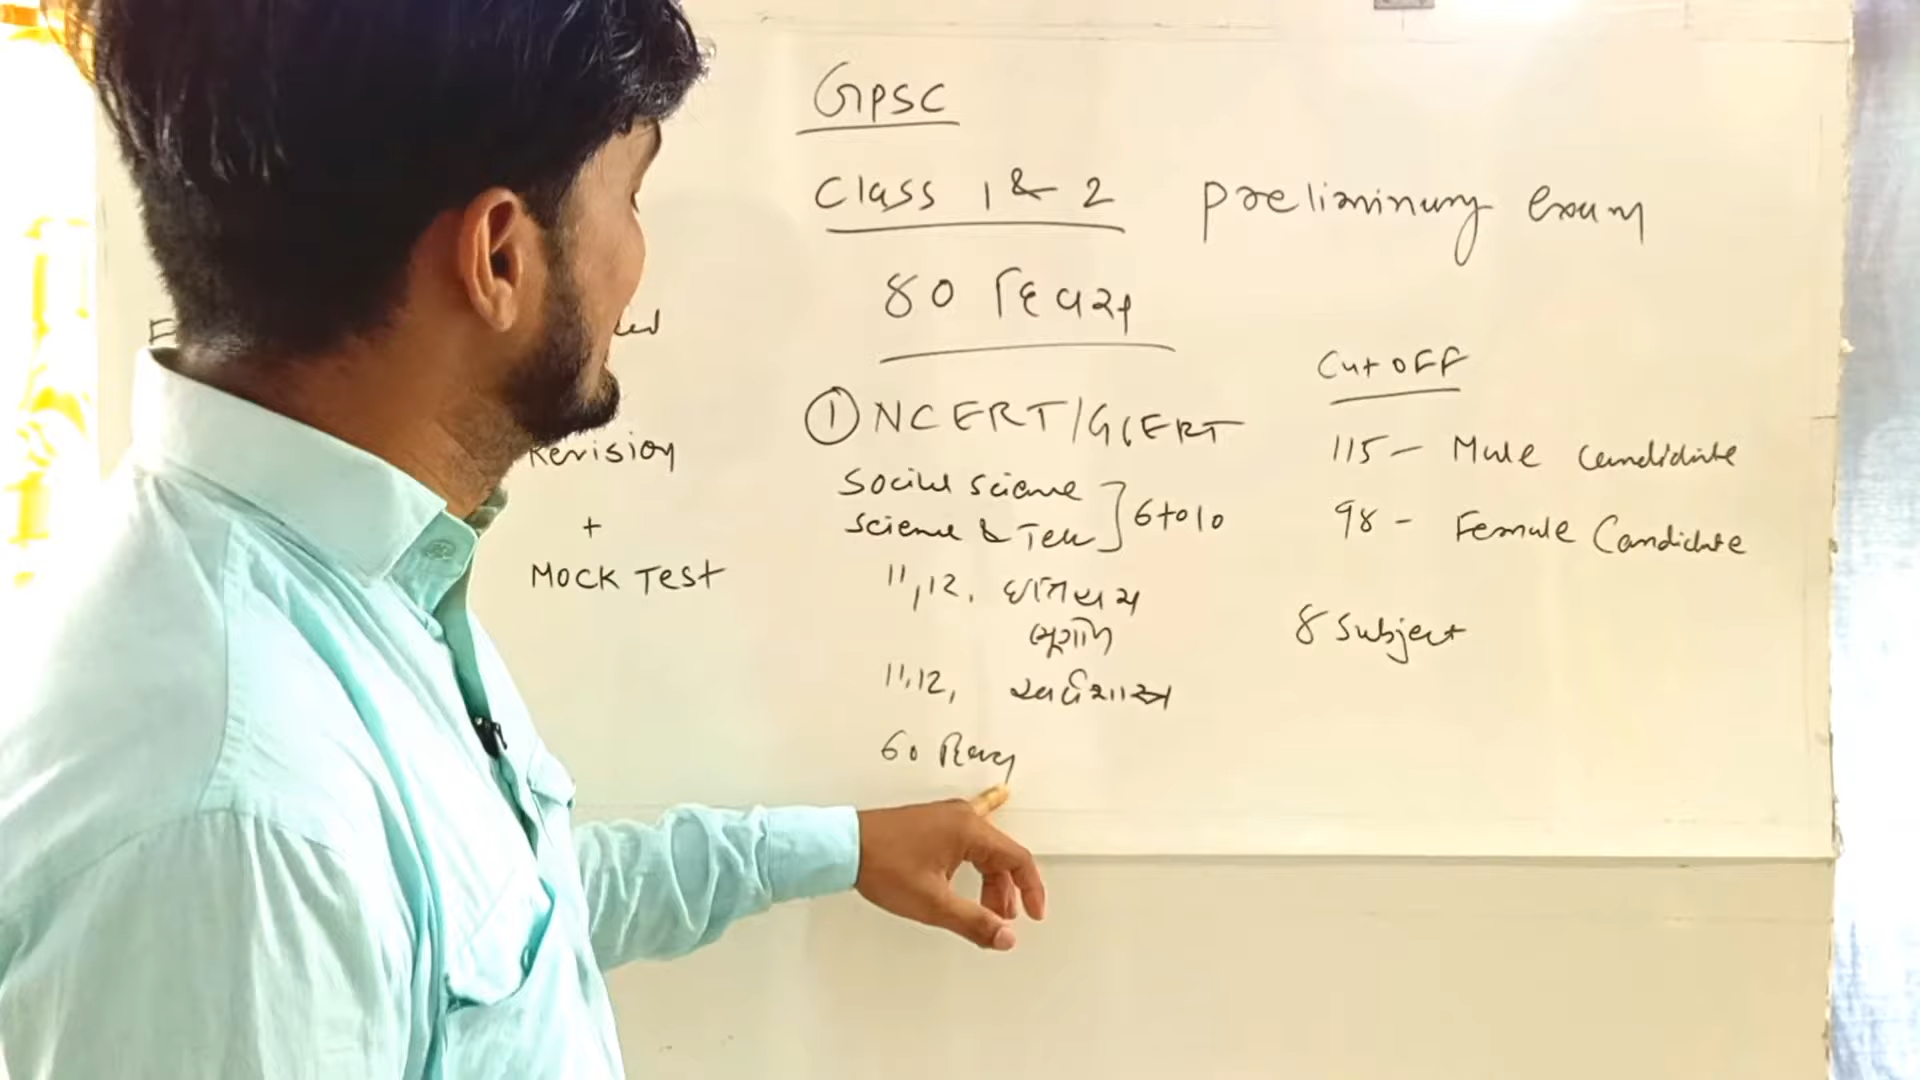 GPSC
Class 1 & 2 preliminary exam
80 દિવસ
Cut OFF
① NCERT/GCERT
115 - Male candidate
Social science
Science & Tech ] 6 to 10
98 - Female Candidate
11, 12, ઈતિહાસ
ભૂગોળ
8 Subject
11, 12, અર્થશાસ્ત્ર
60
Revision
+
MOCK Test